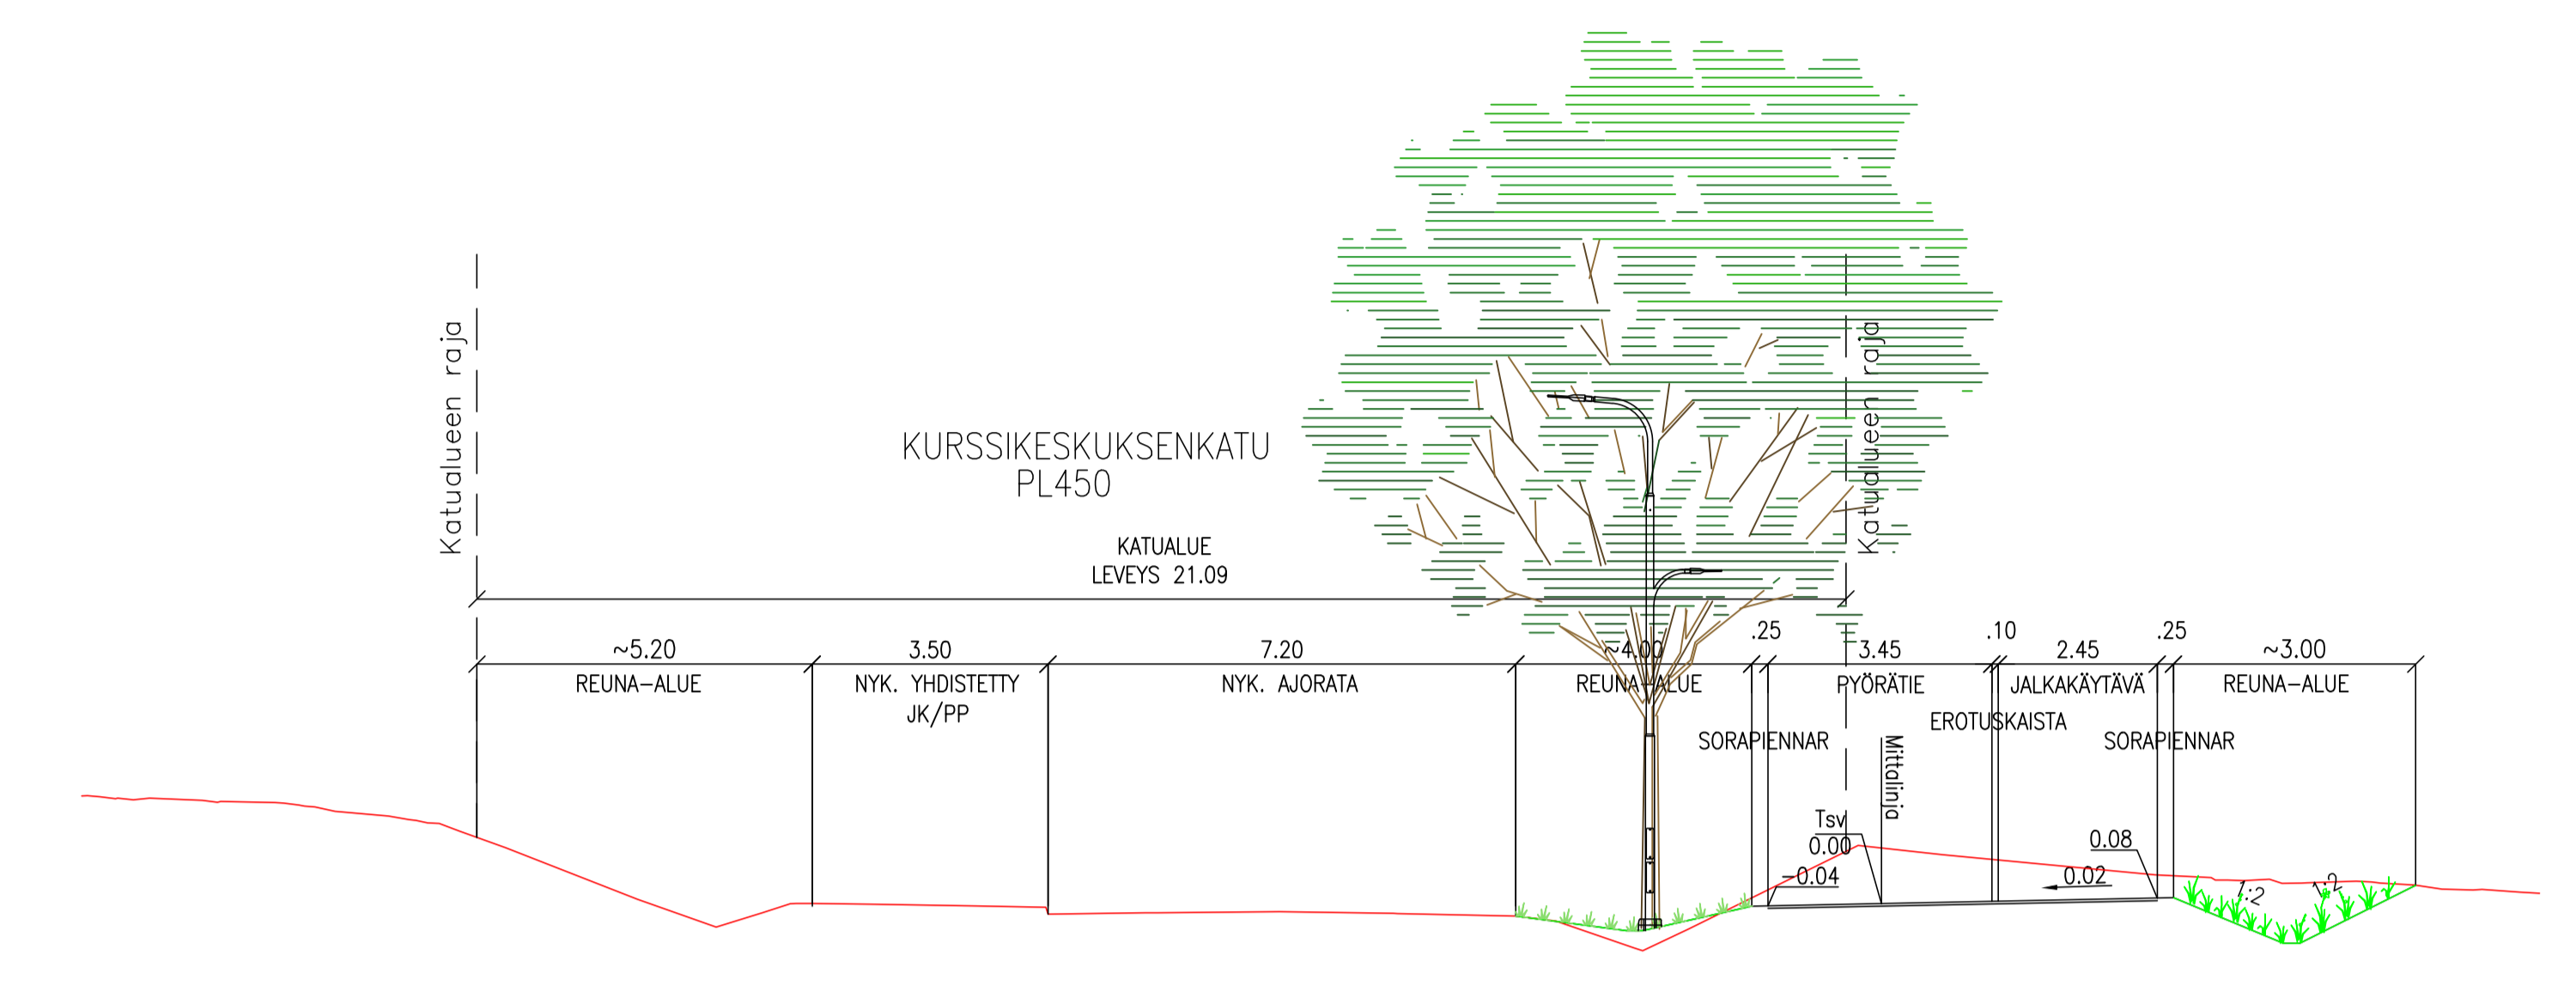 Katualueen raja
Katualueen raja
KURSSIKESKUKSENKATU
PL450
KATUALUE
LEVEYS 21.09
~5.20
3.50
7.20
~4.00
.25
3.45
.10
2.45
.25
~3.00
REUNA-ALUE
NYK. YHDISTETTY
JK/PP
NYK. AJORATA
REUNA-ALUE
PYÖRÄTIE
JALKAKÄYTÄVÄ
REUNA-ALUE
SORAPIENNAR
EROTUSKAISTA
SORAPIENNAR
Mittalinja
Tsv
0.00
-0.04
0.08
0.02
1:2
1:2